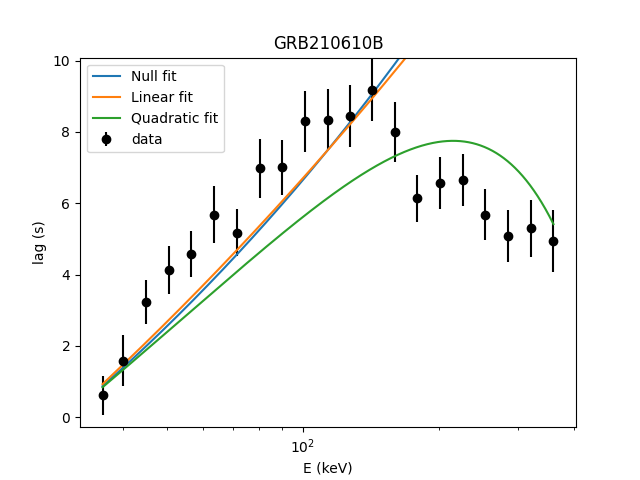 GRB210610B
Null fit
Linear fit
Quadratic fit
data
lag (s)
10
8
6
4
2
0
10²
E (keV)